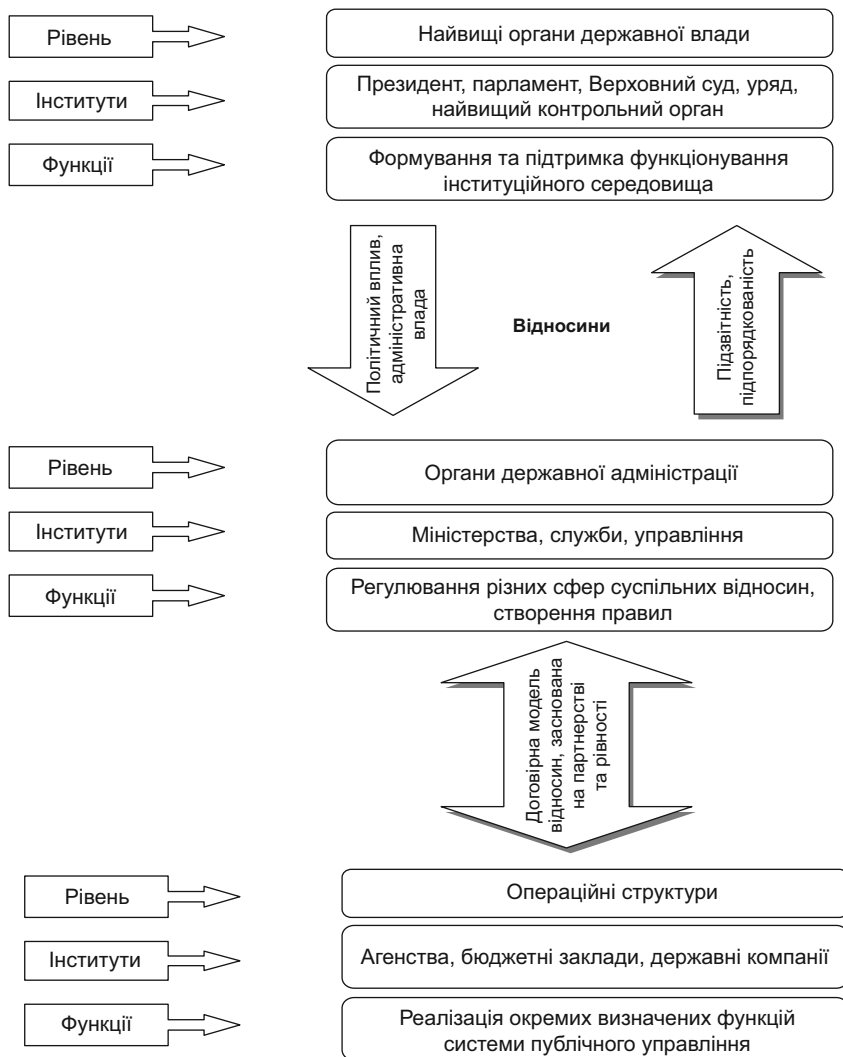 Рівень
Найвищі органи державної влади
Інститути
Президент, парламент, Верховний суд, уряд,
найвищий контрольний орган
Функції
Формування та підтримка функціонування
інституційного середовища
Політичний вплив,
адміністративна
влада
Відносини
Підзвітність,
підпорядкованість
Рівень
Органи державної адміністрації
Інститути
Міністерства, служби, управління
Функції
Регулювання різних сфер суспільних відносин,
створення правил
Договірна модель
відносин, заснована
на партнерстві
та рівності
Рівень
Операційні структури
Інститути
Агенства, бюджетні заклади, державні компанії
Функції
Реалізація окремих визначених функцій
системи публічного управління